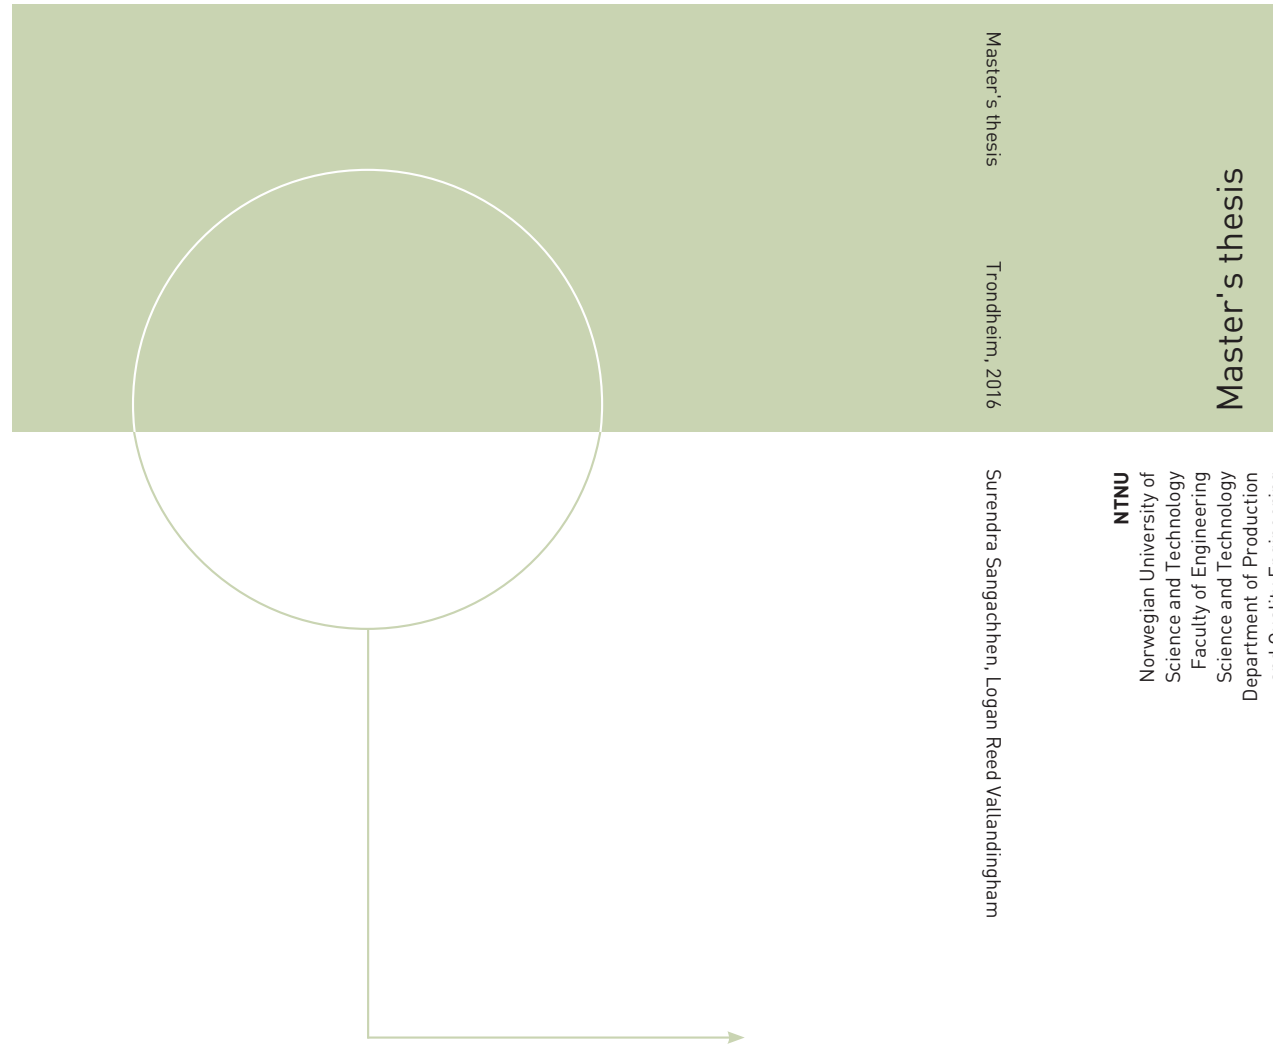 Master's thesis
Trondheim, 2016
Surendra Sangachhen, Logan Reed Vallandingham
Master's thesis
NTNU
Norwegian University of
Science and Technology
Faculty of Engineering
Science and Technology
Department of Production